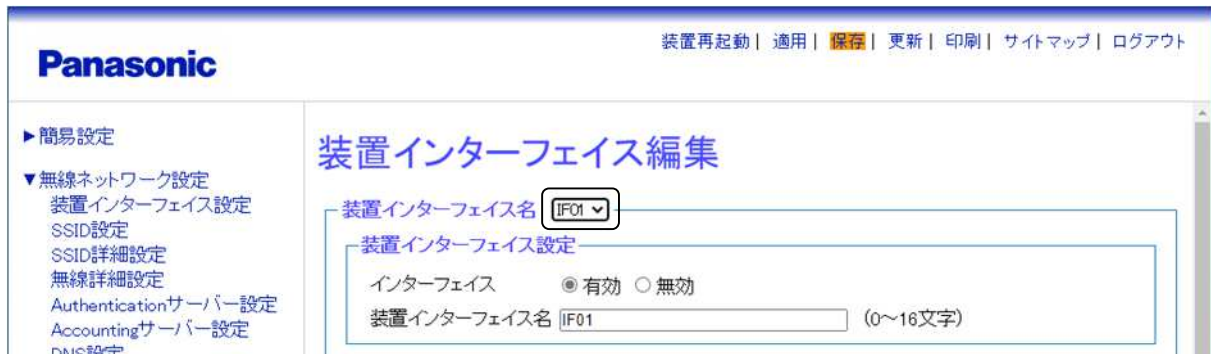 装置再起動| 適用| 保存| 更新| 印刷| サイトマップ| ログアウト
Panasonic
▶簡易設定
▼無線ネットワーク設定
装置インターフェイス設定
SSID設定
SSID詳細設定
無線詳細設定
Authenticationサーバー設定
Accountingサーバー設定
DNS設定
装置インターフェイス編集
装置インターフェイス名 IF01
装置インターフェイス設定
インターフェイス 有効 無効
装置インターフェイス名 IF01 (0～16文字)